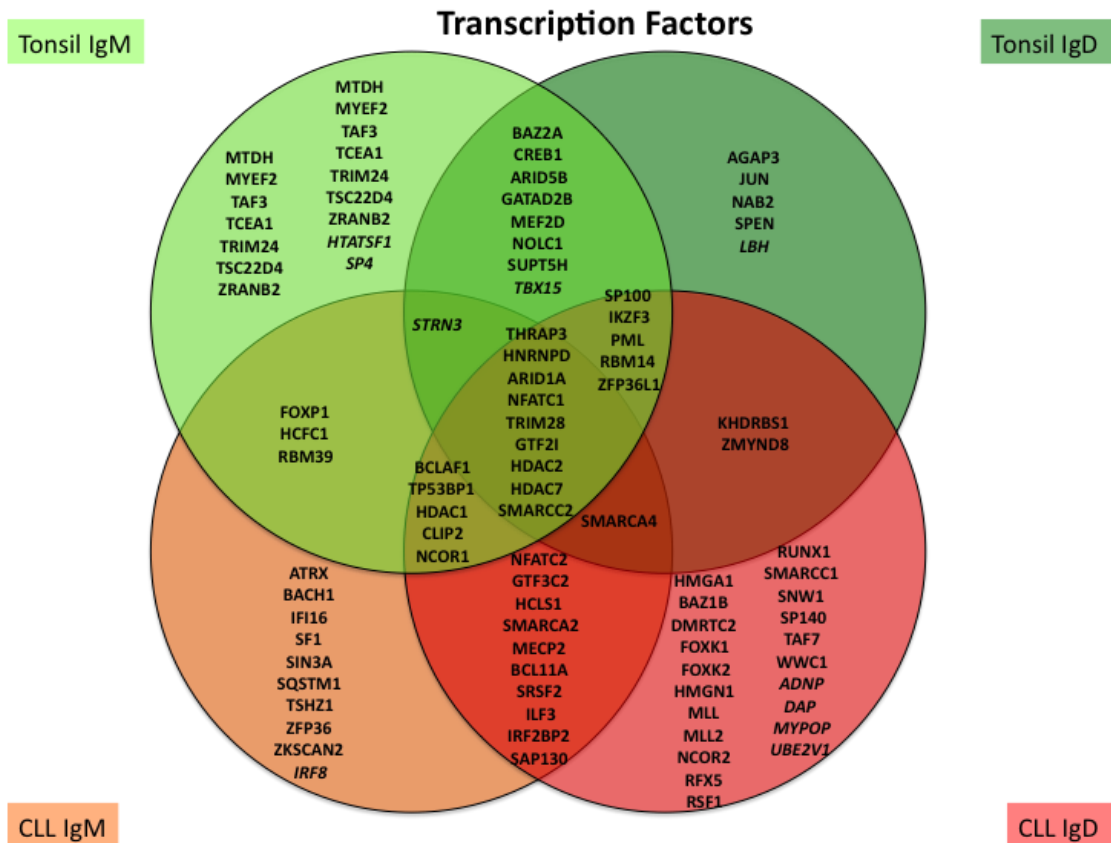 Transcription Factors
Tonsil IgM
Tonsil IgD
MTDH
MYEF2
TAF3
TCEA1
TRIM24
TSC22D4
ZRANB2
MTDH
MYEF2
TAF3
TCEA1
TRIM24
TSC22D4
ZRANB2
HTATSF1
SP4
BAZ2A
CREB1
ARID5B
GATAD2B
MEF2D
NOLC1
SUPT5H
TBX15
AGAP3
JUN
NAB2
SPEN
LBH
STRN3
SP100
IKZF3
PML
RBM14
ZFP36L1
THRAP3
HNRNPD
ARID1A
NFATC1
TRIM28
GTF2I
HDAC2
HDAC7
SMARCC2
FOXP1
HCFC1
RBM39
KHDRBS1
ZMYND8
BCLAF1
TP53BP1
HDAC1
CLIP2
NCOR1
SMARCA4
ATRX
BACH1
IFI16
SF1
SIN3A
SQSTM1
TSHZ1
ZFP36
ZKSCAN2
IRF8
NFATC2
GTF3C2
HCLS1
SMARCA2
MECP2
BCL11A
SRSF2
ILF3
IRF2BP2
SAP130
HMGA1
BAZ1B
DMRTC2
FOXK1
FOXK2
HMGN1
MLL
MLL2
NCOR2
RFX5
RSF1
RUNX1
SMARCC1
SNW1
SP140
TAF7
WWC1
ADNP
DAP
MYPOP
UBE2V1
CLL IgM
CLL IgD